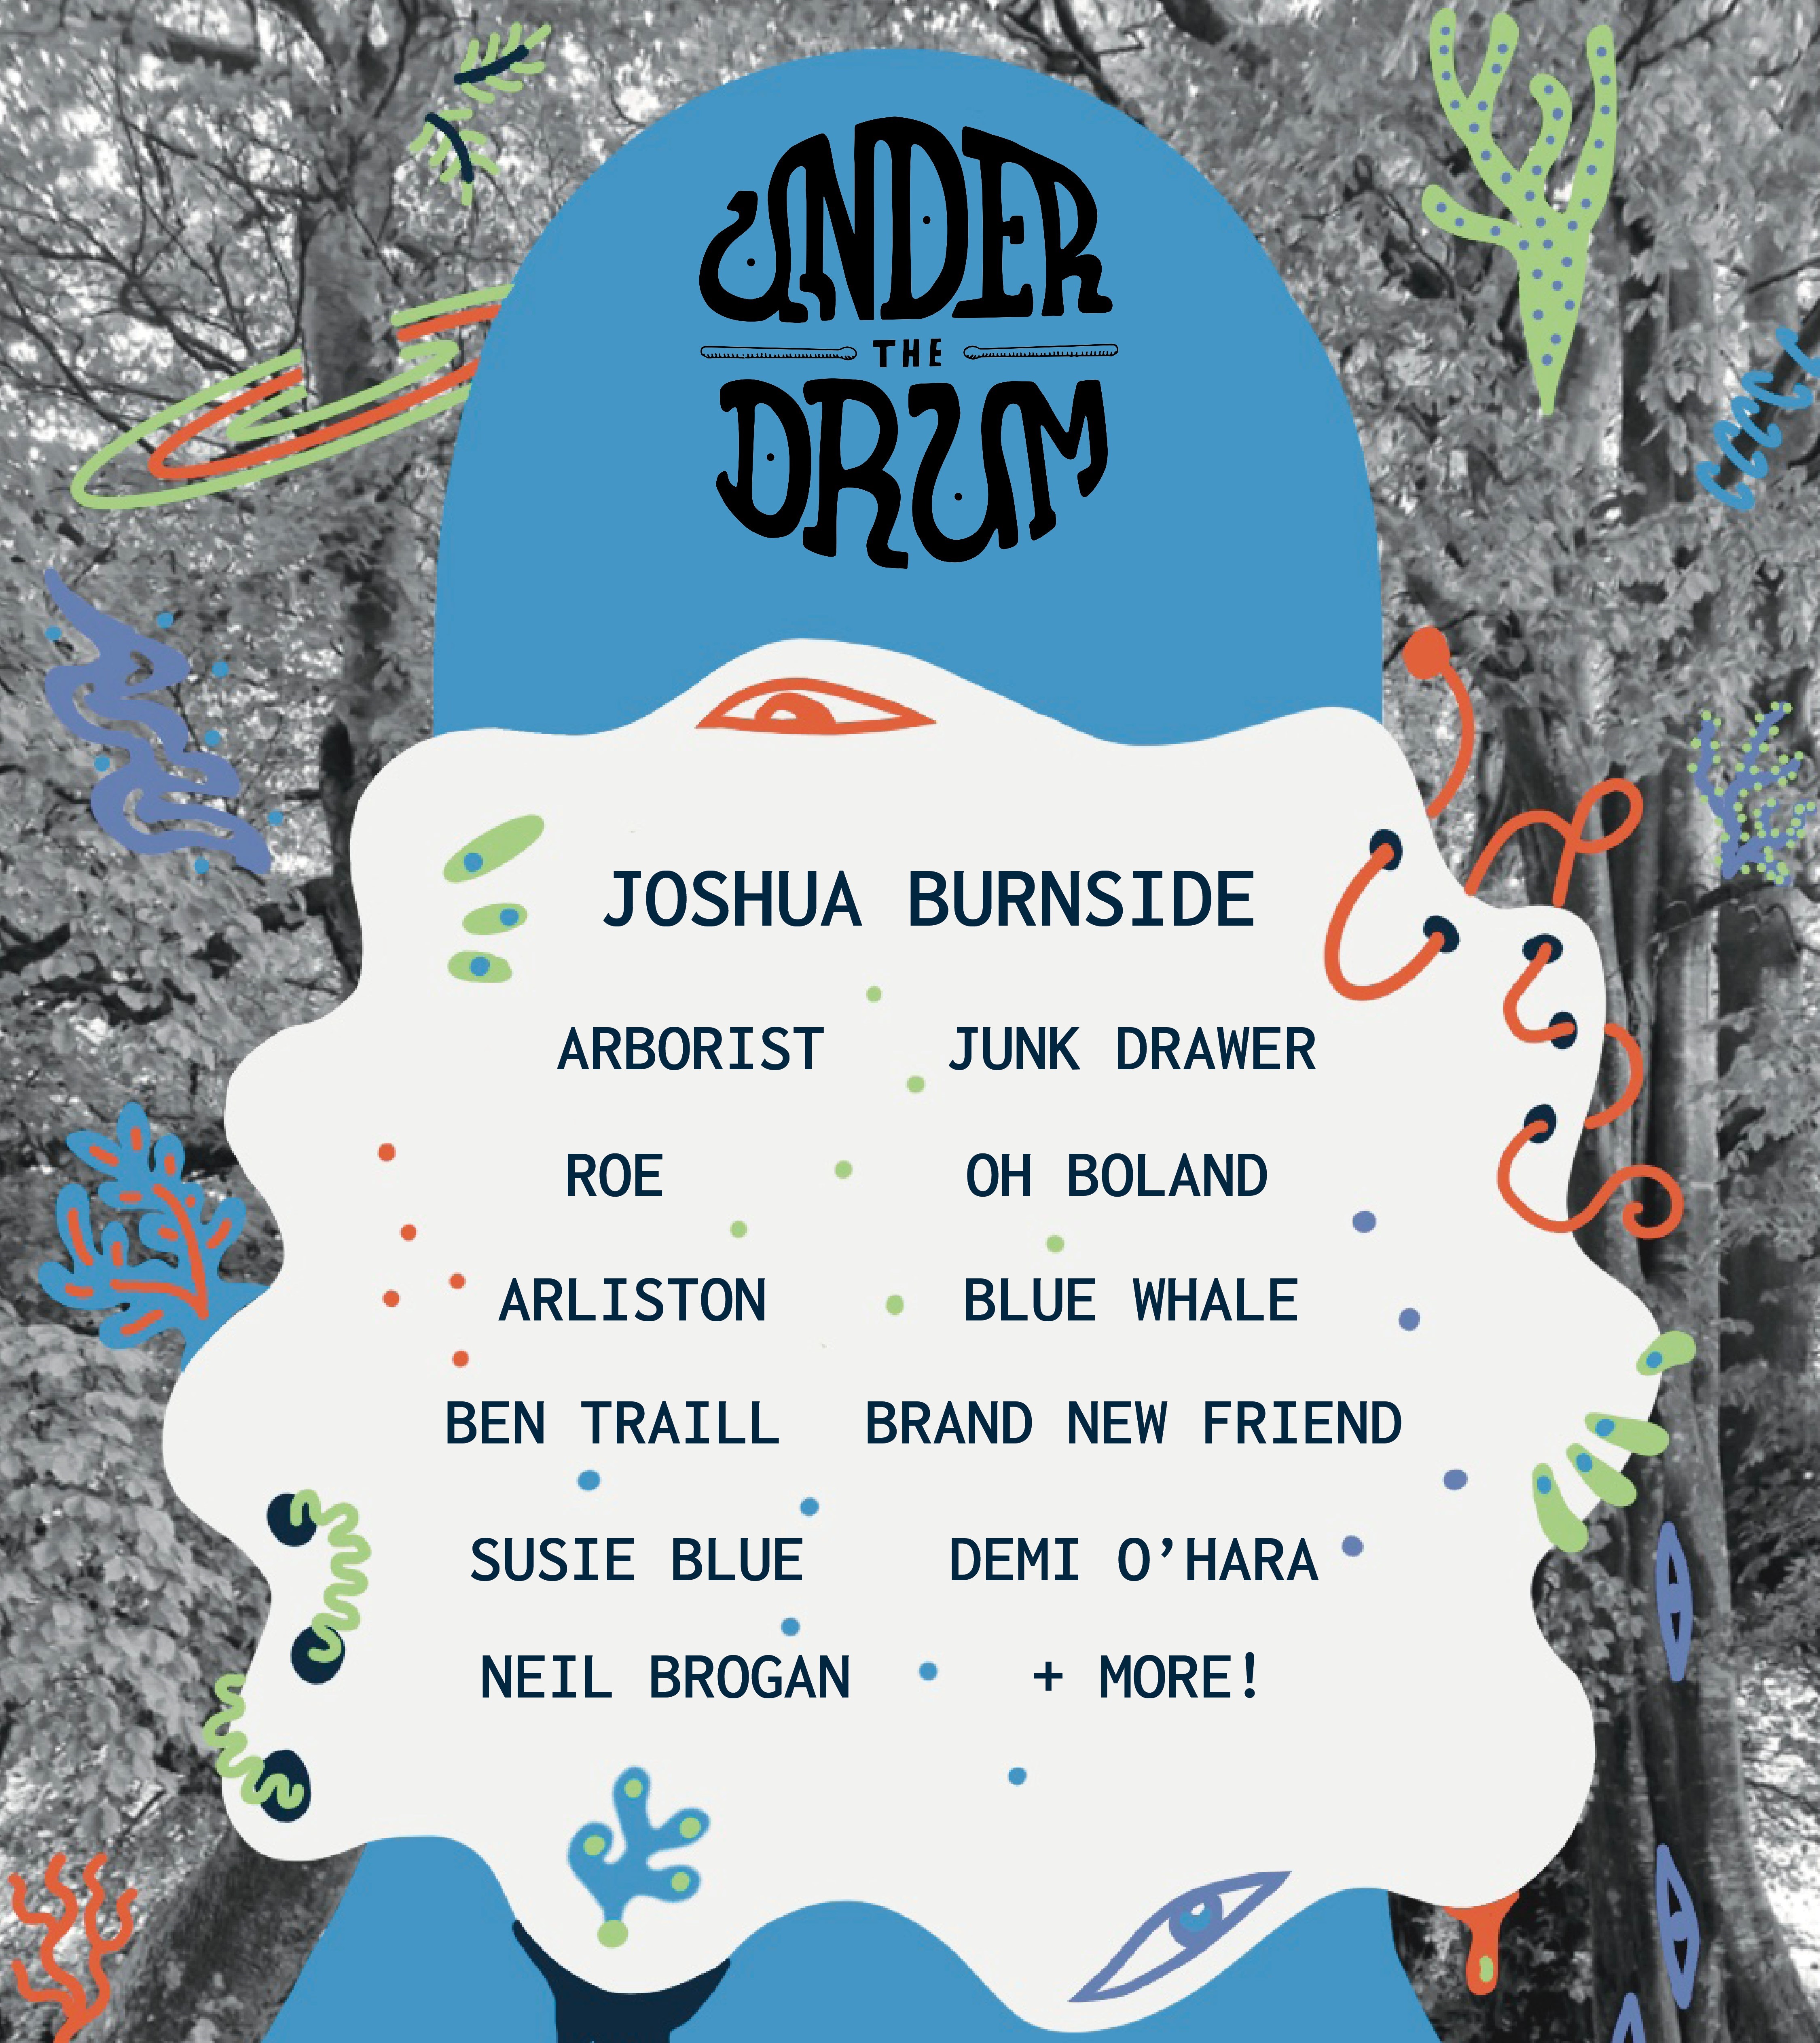 UNDER
THE
DRUM
JOSHUA BURNSIDE
ARBORIST JUNK DRAWER
ROE OH BOLAND
ARLISTON BLUE WHALE
BEN TRAILL BRAND NEW FRIEND
SUSIE BLUE DEMI O’HARA
NEIL BROGAN + MORE!